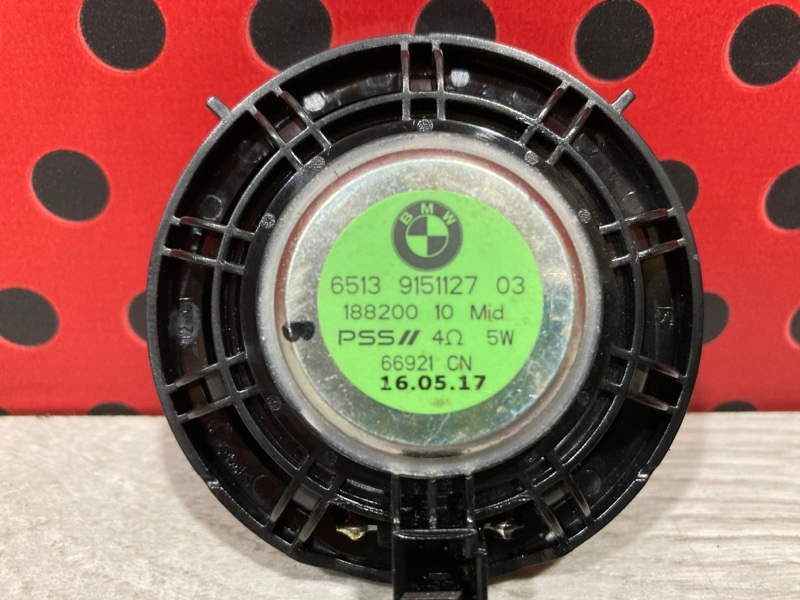 BMW
6513 9151127 03
188200 10 Mid
PSS// 4Ω 5W
66921 CN
16.05.17